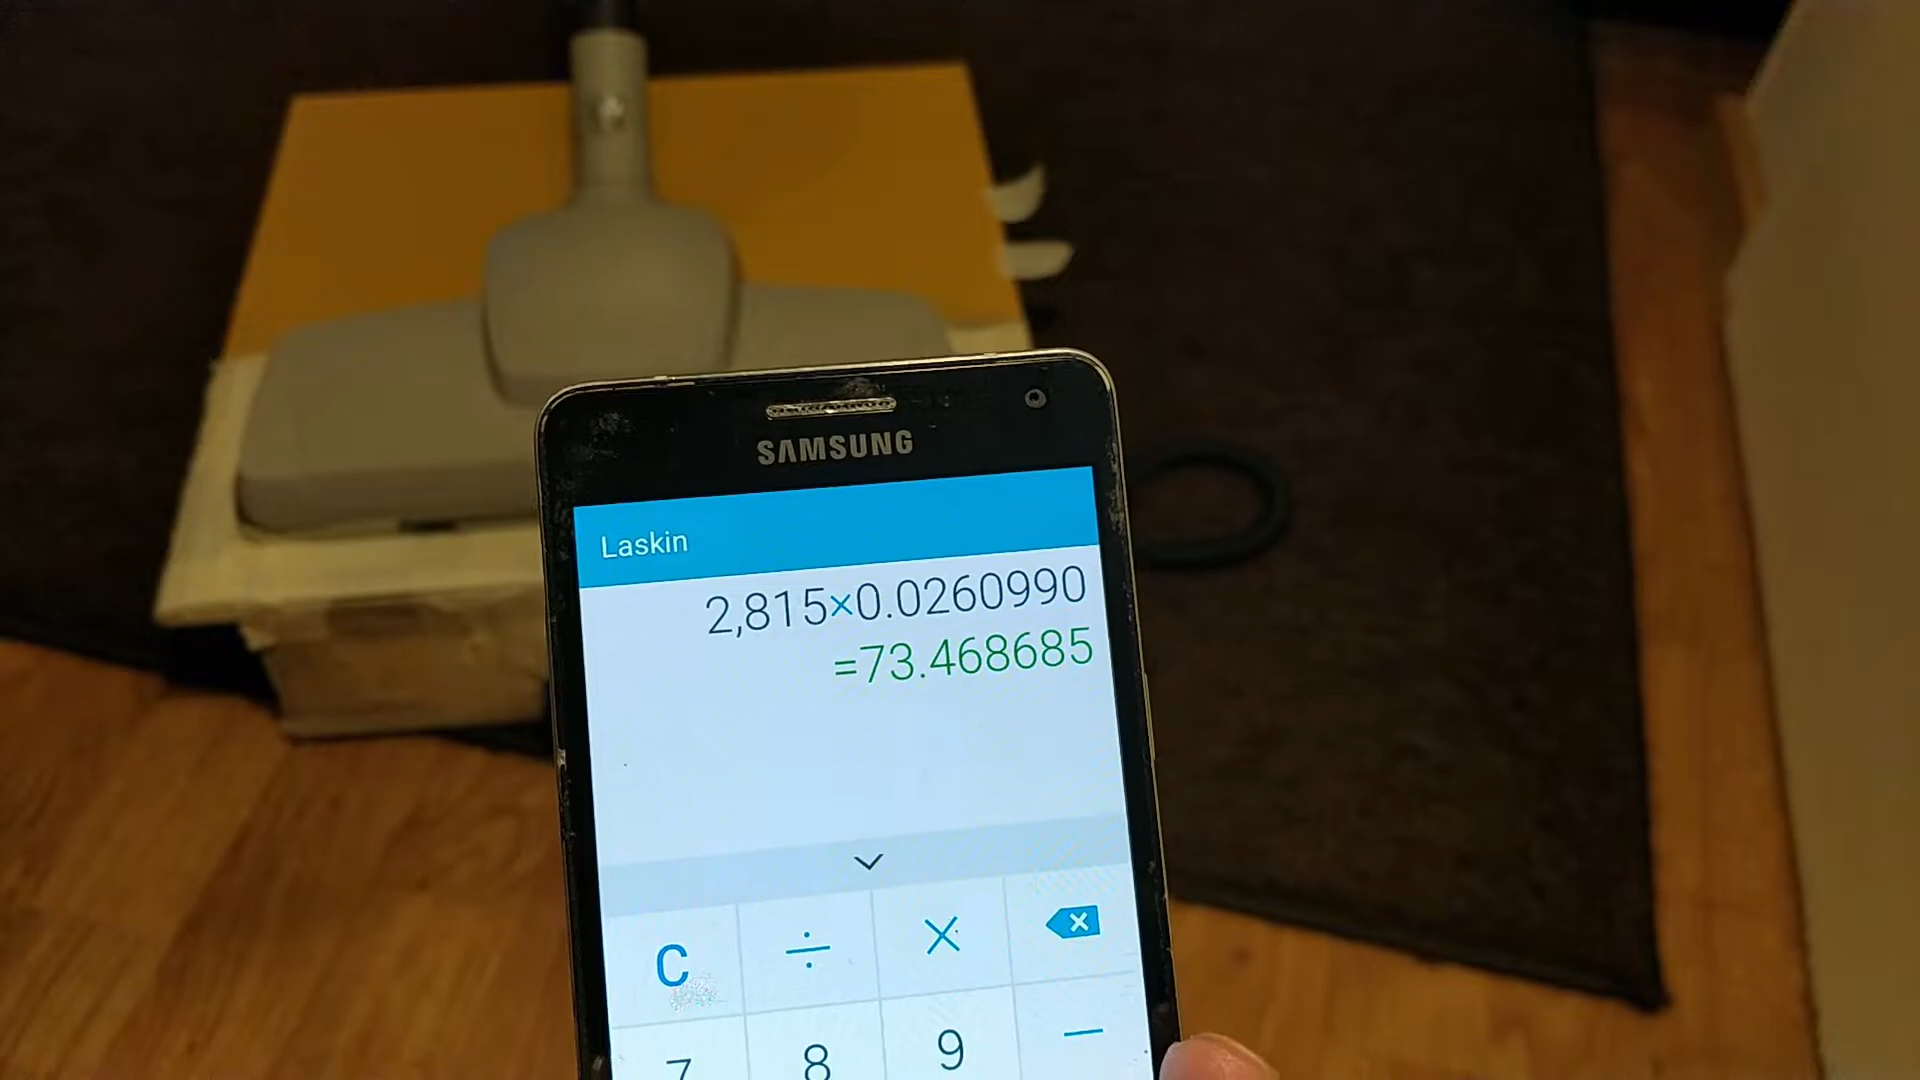 SAMSUNG
Laskin
2,815×0.0260990
=73.468685
C ÷ ×
7 8 9 −